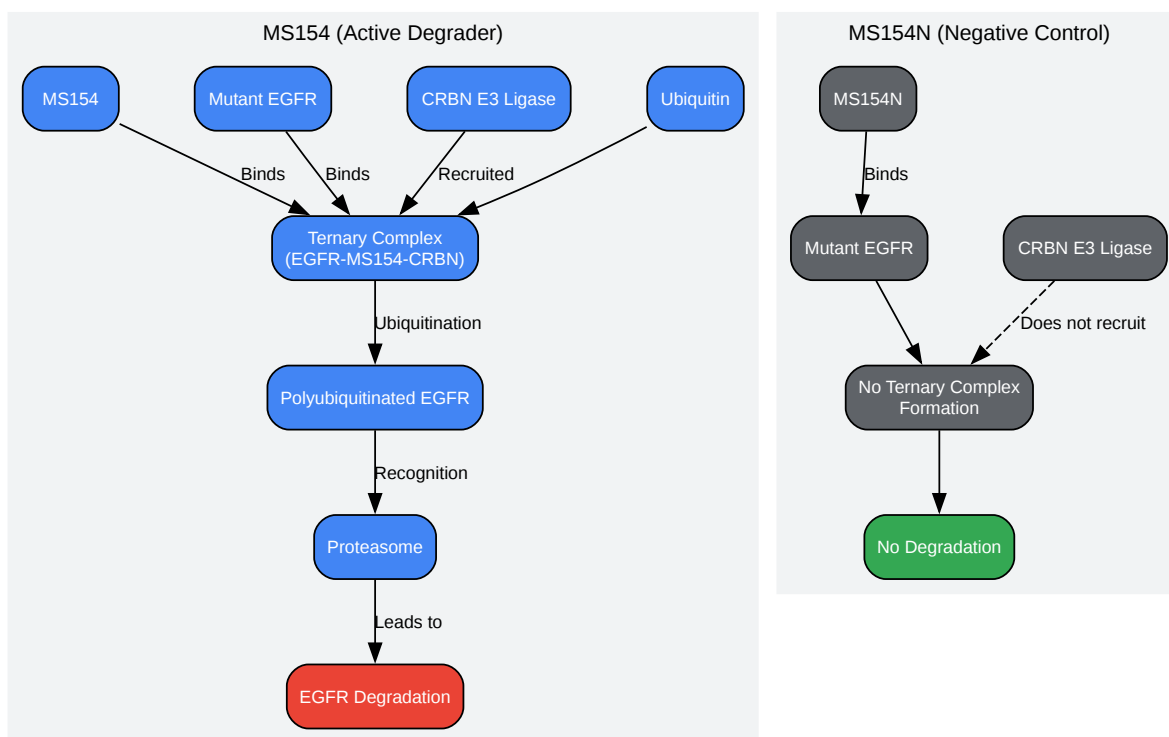 MS154 (Active Degrader)
MS154
Mutant EGFR
CRBN E3 Ligase
Ubiquitin
Binds
Binds
Recruited
Ternary Complex
(EGFR-MS154-CRBN)
Ubiquitination
Polyubiquitinated EGFR
Recognition
Proteasome
Leads to
EGFR Degradation
MS154N (Negative Control)
MS154N
Binds
Mutant EGFR
CRBN E3 Ligase
Does not recruit
No Ternary Complex
Formation
No Degradation